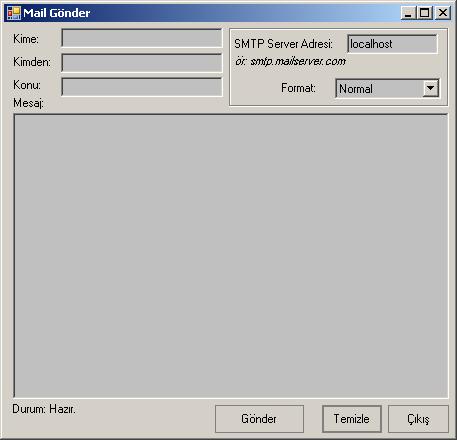 Mail Gönder
Kime:
Kimden:
Konu:
Mesaj:
SMTP Server Adresi: localhost
ör: smtp.mailserver.com
Format: Normal
Durum: Hazır.
Gönder Temizle Çıkış